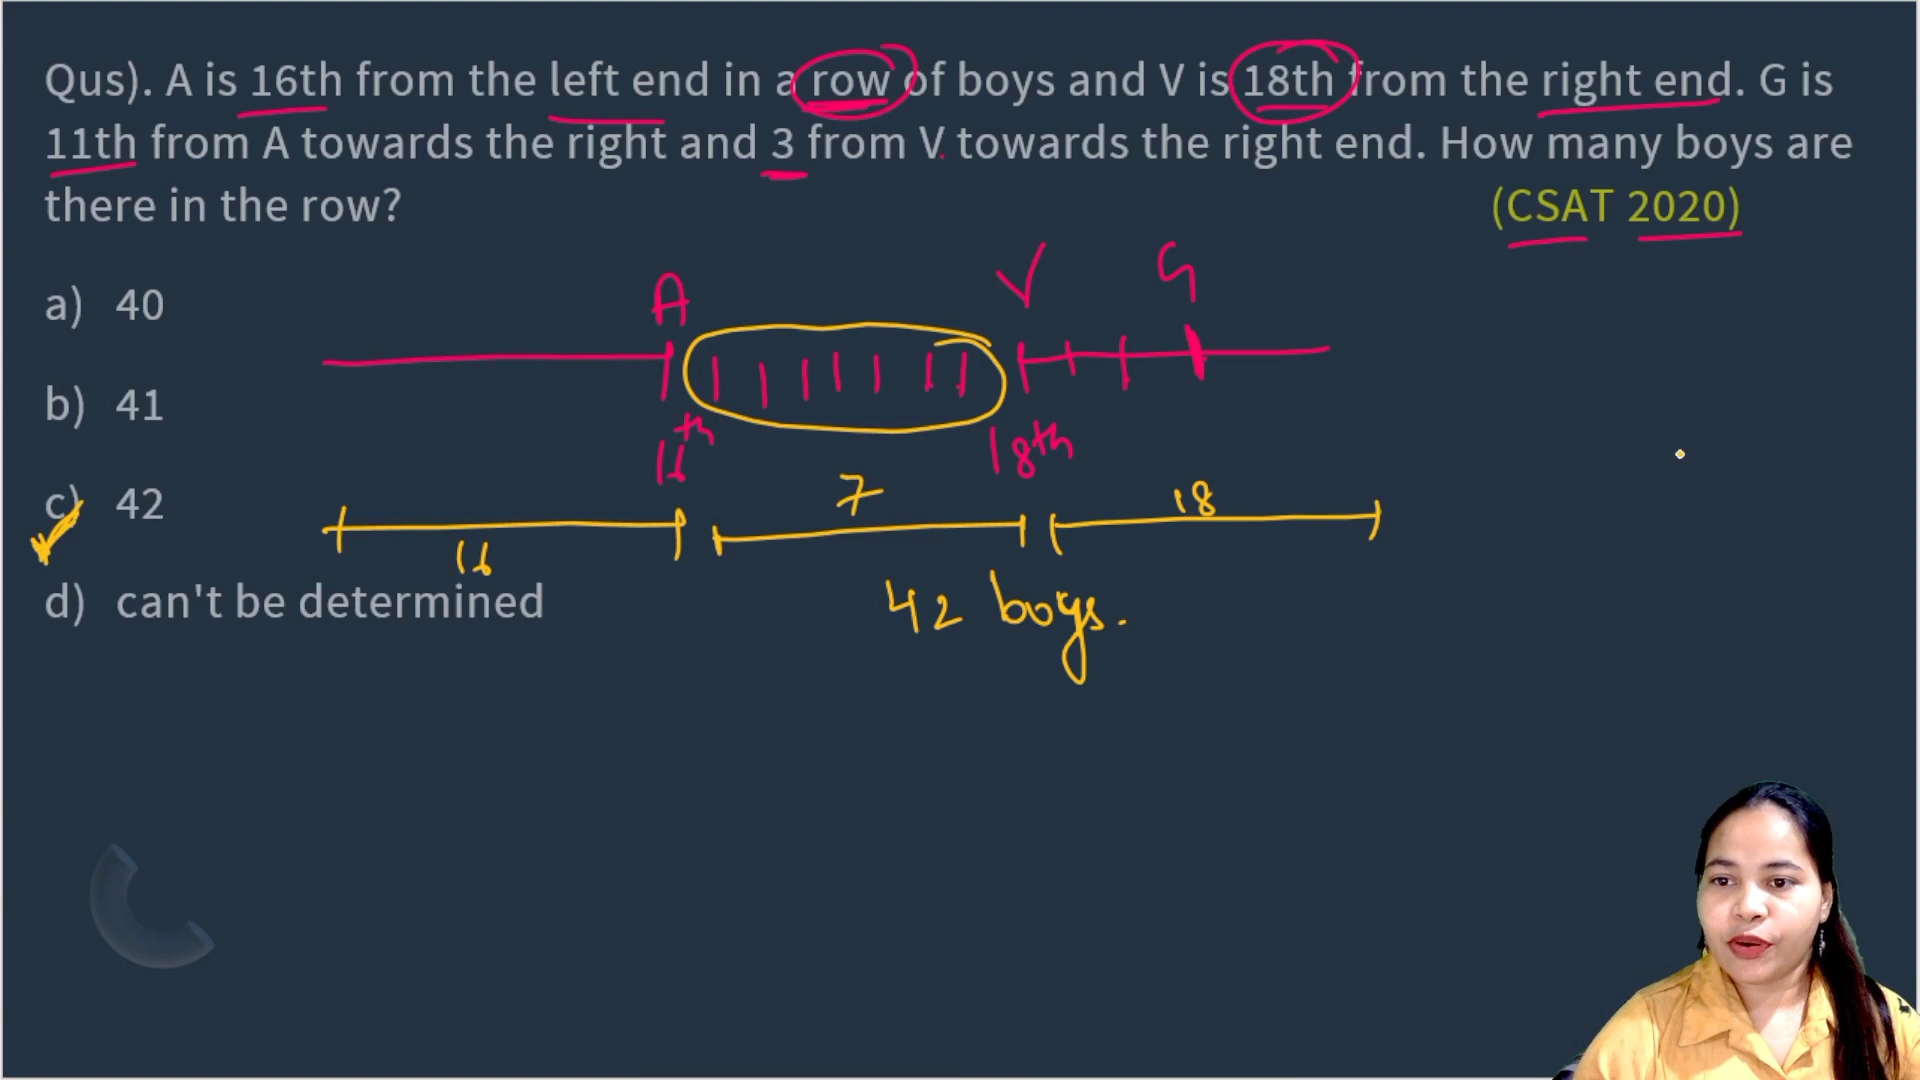 Qus). A is 16th from the left end in a row of boys and V is 18th from the right end. G is
11th from A towards the right and 3 from V towards the right end. How many boys are
there in the row?
(CSAT 2020)
a) 40
b) 41
c) 42
d) can't be determined
A V G
16th 18th
16 7 18
42 boys.